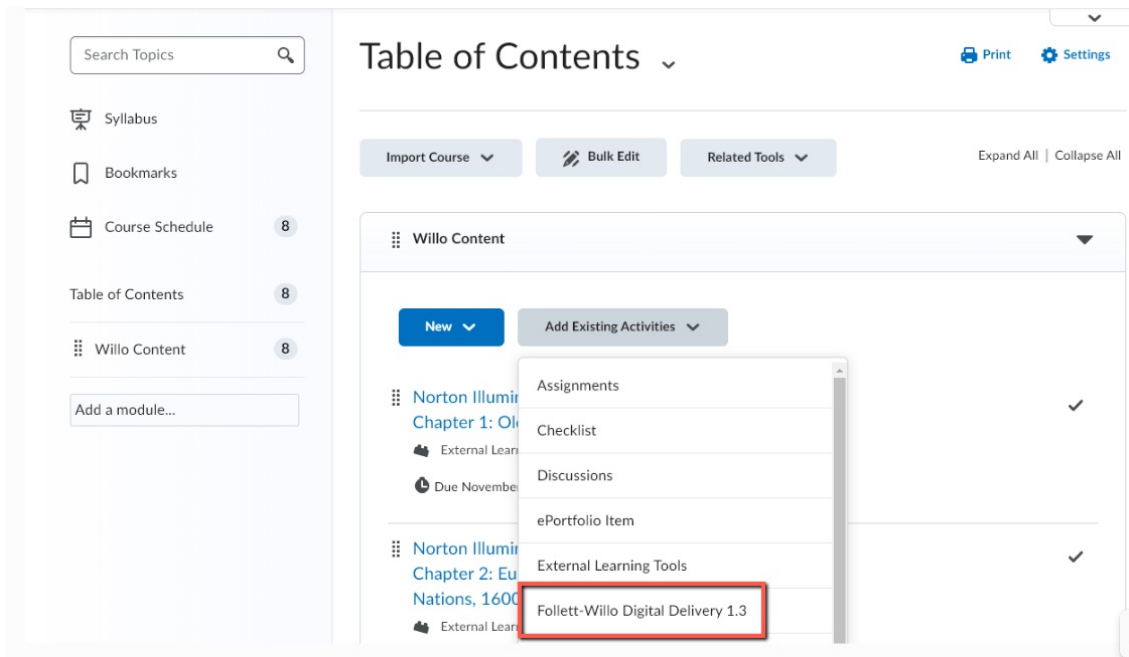 Search Topics
Syllabus
Bookmarks
Course Schedule 8
Table of Contents 8
Willo Content 8
Add a module...
Table of Contents
Print
Settings
Import Course
Bulk Edit
Related Tools
Expand All | Collapse All
Willo Content
New
Add Existing Activities
Norton Illumin
Chapter 1: Ol
External Learn
Due November
Assignments
Checklist
Discussions
ePortfolio Item
External Learning Tools
Follett-Willo Digital Delivery 1.3
Norton Illumin
Chapter 2: Eu
Nations, 1600
External Learn